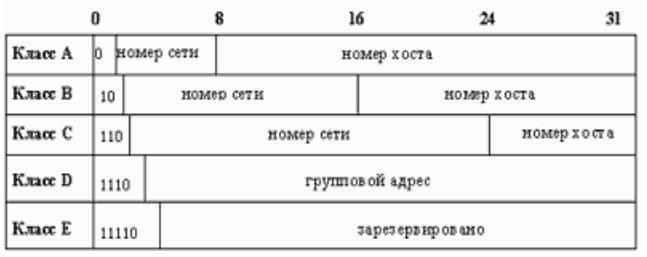 0 8 16 24 31
Класс A 0 номер сети номер хоста
Класс B 10 номер сети номер хоста
Класс C 110 номер сети номер хоста
Класс D 1110 групповой адрес
Класс E 11110 зарезервировано